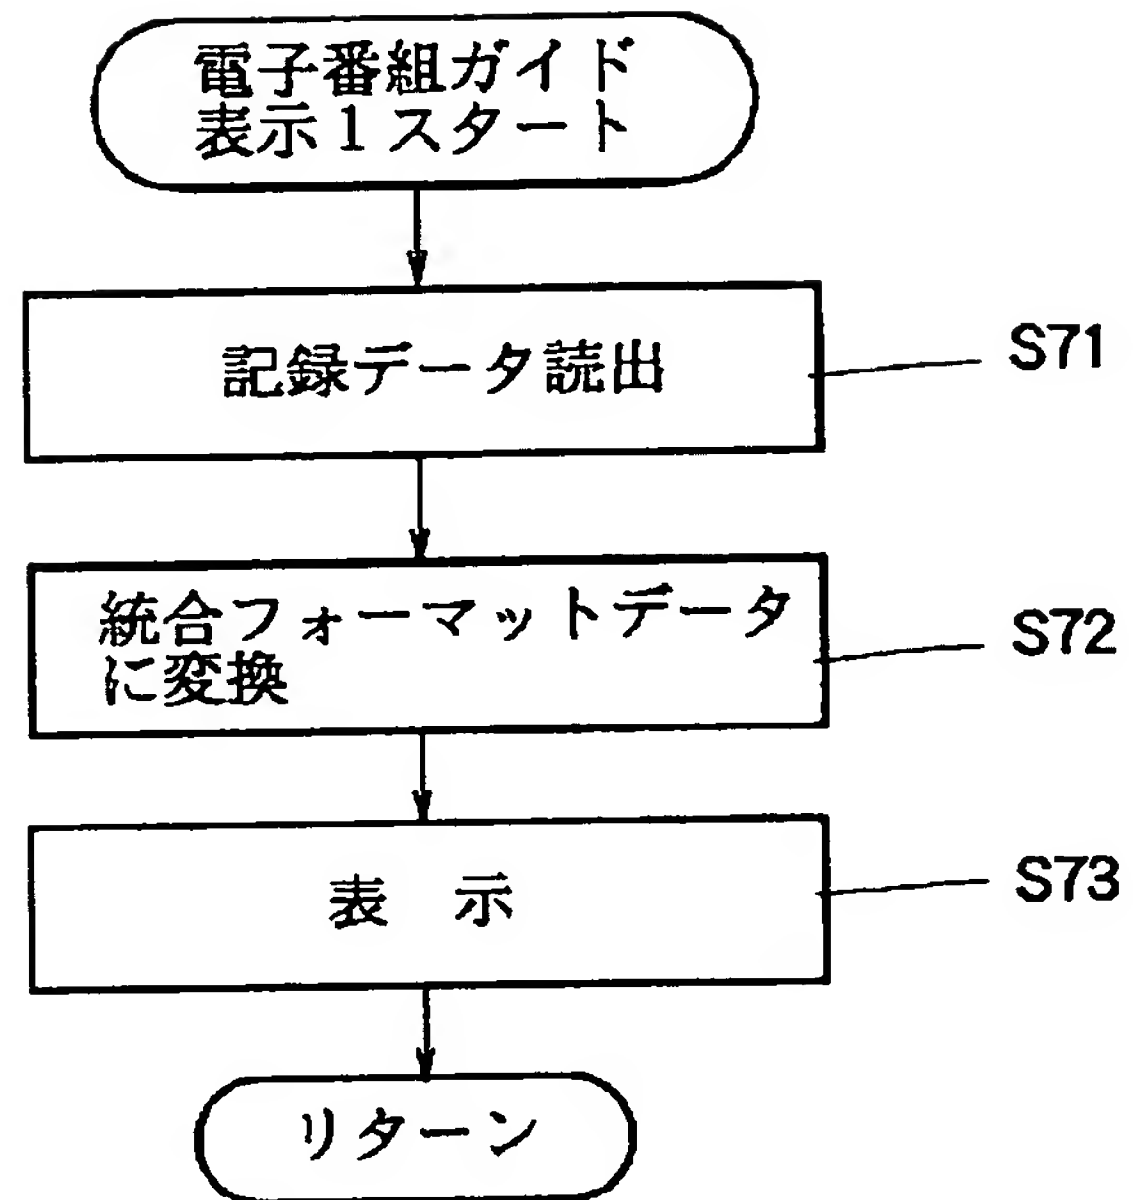 電子番組ガイド
表示1スタート
記録データ読出
S71
統合フォーマットデータ
に変換
S72
表 示
S73
リターン